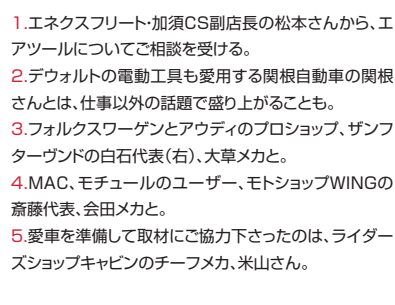 1.エネクスフリート・加須CS副店長の松本さんから、エ
アツールについてご相談を受ける。
2.デウォルトの電動工具も愛用する関根自動車の関根
さんとは、仕事以外の話題で盛り上がることも。
3.フォルクスワーゲンとアウディのプロショップ、ザンフ
ターヴンドの白石代表(右)、大草メカと。
4.MAC、モチュールのユーザー、モトショップWINGの
斎藤代表、会田メカと。
5.愛車を準備して取材にご協力下さったのは、ライダー
ズショップキャビンのチーフメカ、米山さん。